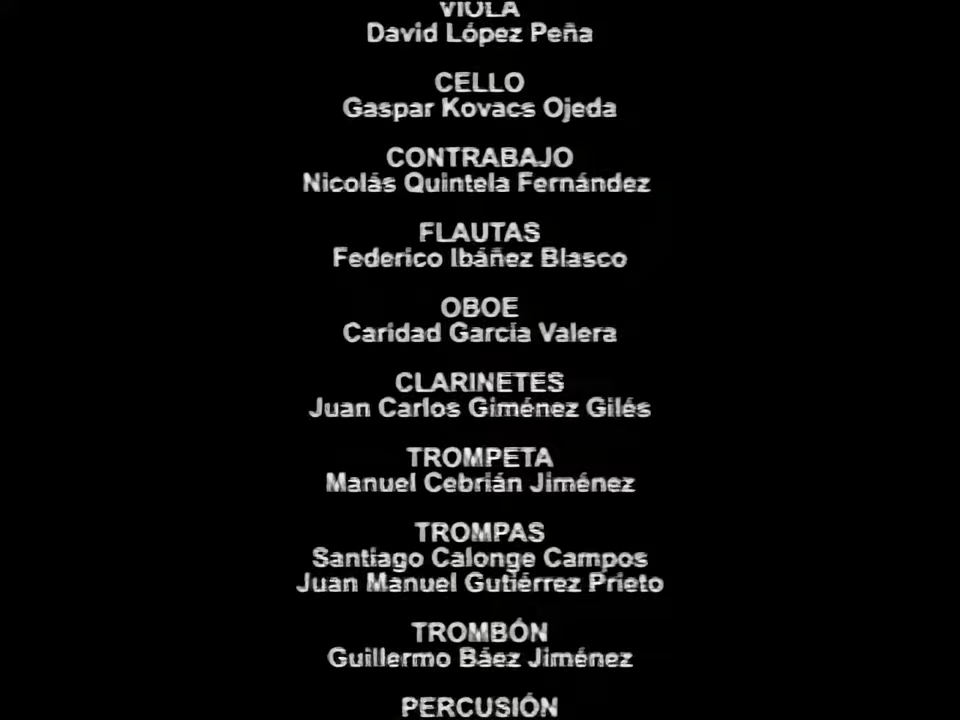 VIOLA
David López Peña
CELLO
Gaspar Kovacs Ojeda
CONTRABAJO
Nicolás Quintela Fernández
FLAUTAS
Federico Ibáñez Blasco
OBOE
Caridad García Valera
CLARINETES
Juan Carlos Giménez Gilés
TROMPETA
Manuel Cebrián Jiménez
TROMPAS
Santiago Calonge Campos
Juan Manuel Gutiérrez Prieto
TROMBÓN
Guillermo Báez Jiménez
PERCUSIÓN